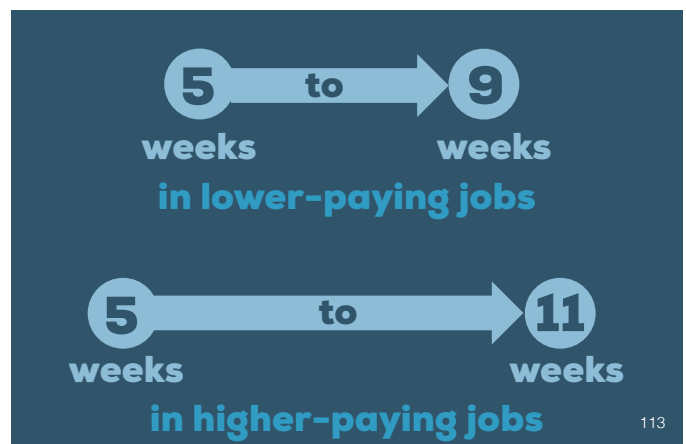 5 to 9
weeks weeks
in lower-paying jobs
5 to 11
weeks weeks
in higher-paying jobs
113